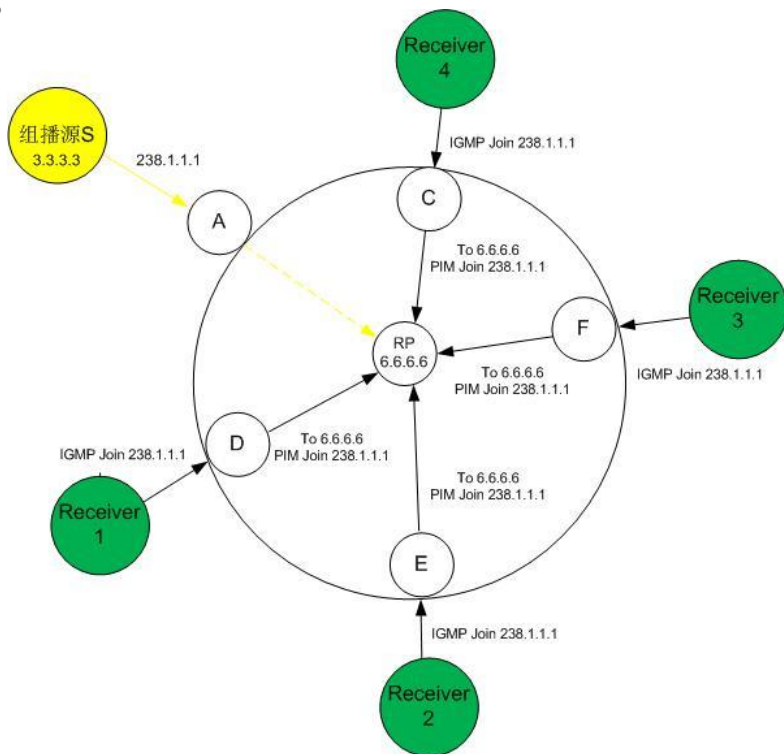 Receiver
4
组播源S
3.3.3.3
238.1.1.1
IGMP Join 238.1.1.1
A
C
To 6.6.6.6
PIM Join 238.1.1.1
Receiver
3
F
RP
6.6.6.6
IGMP Join 238.1.1.1
To 6.6.6.6
PIM Join 238.1.1.1
D
To 6.6.6.6
PIM Join 238.1.1.1
IGMP Join 238.1.1.1
To 6.6.6.6
PIM Join 238.1.1.1
Receiver
1
E
IGMP Join 238.1.1.1
Receiver
2